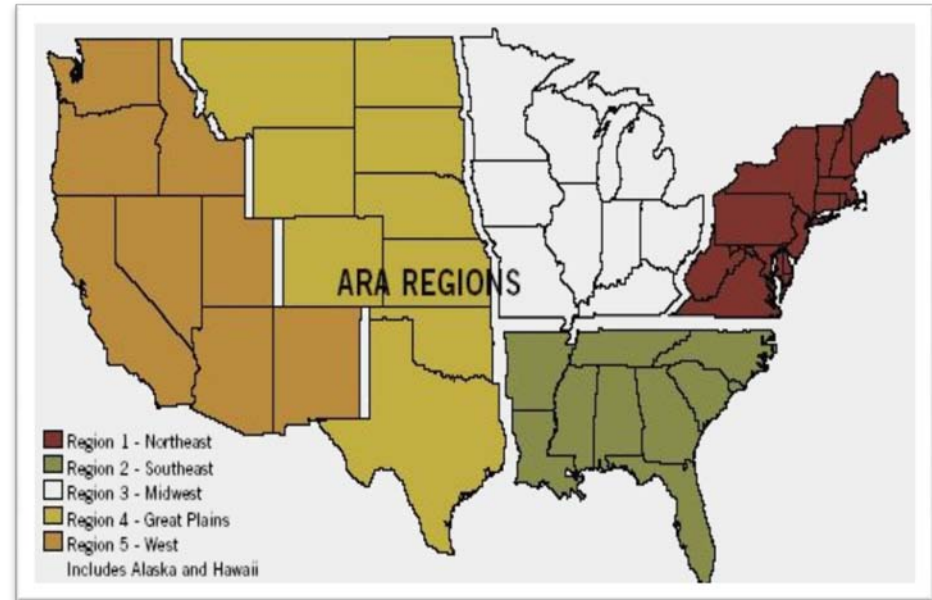 ARA REGIONS
Region 1 - Northeast
Region 2 - Southeast
Region 3 - Midwest
Region 4 - Great Plains
Region 5 - West
Includes Alaska and Hawaii